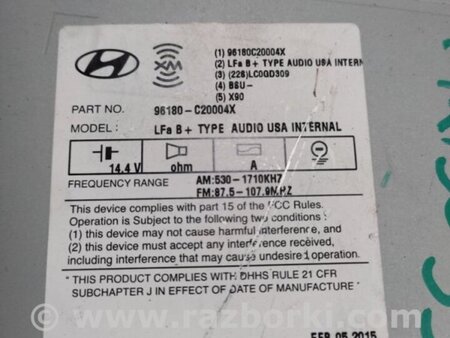 XM
(1) 96180C20004X
(2) LFa B+ TYPE AUDIO USA INTERN
(3) (228)LC0QD309
(4) B6U-
(5) X90
PART NO. 96180-C20004X
MODEL : LFa B+ TYPE AUDIO USA INTERNAL
14.4 V ohm A
FREQUENCY RANGE AM:530-1710KHZ
FM:87.5-107.9MHZ
This device complies with part 15 of the FCC Rules.
Operation is Subject to the following two conditions :
(1) this device may not cause harmful interference, and
(2) this device must accept any interference received,
including interference that may cause undesired operation.
" THIS PRODUCT COMPLIES WITH DHHS RULE 21 CFR
SUBCHAPTER J IN EFFECT OF DATE OF MANUFACTURE "
FEB.05.2015
© www.razborki.com